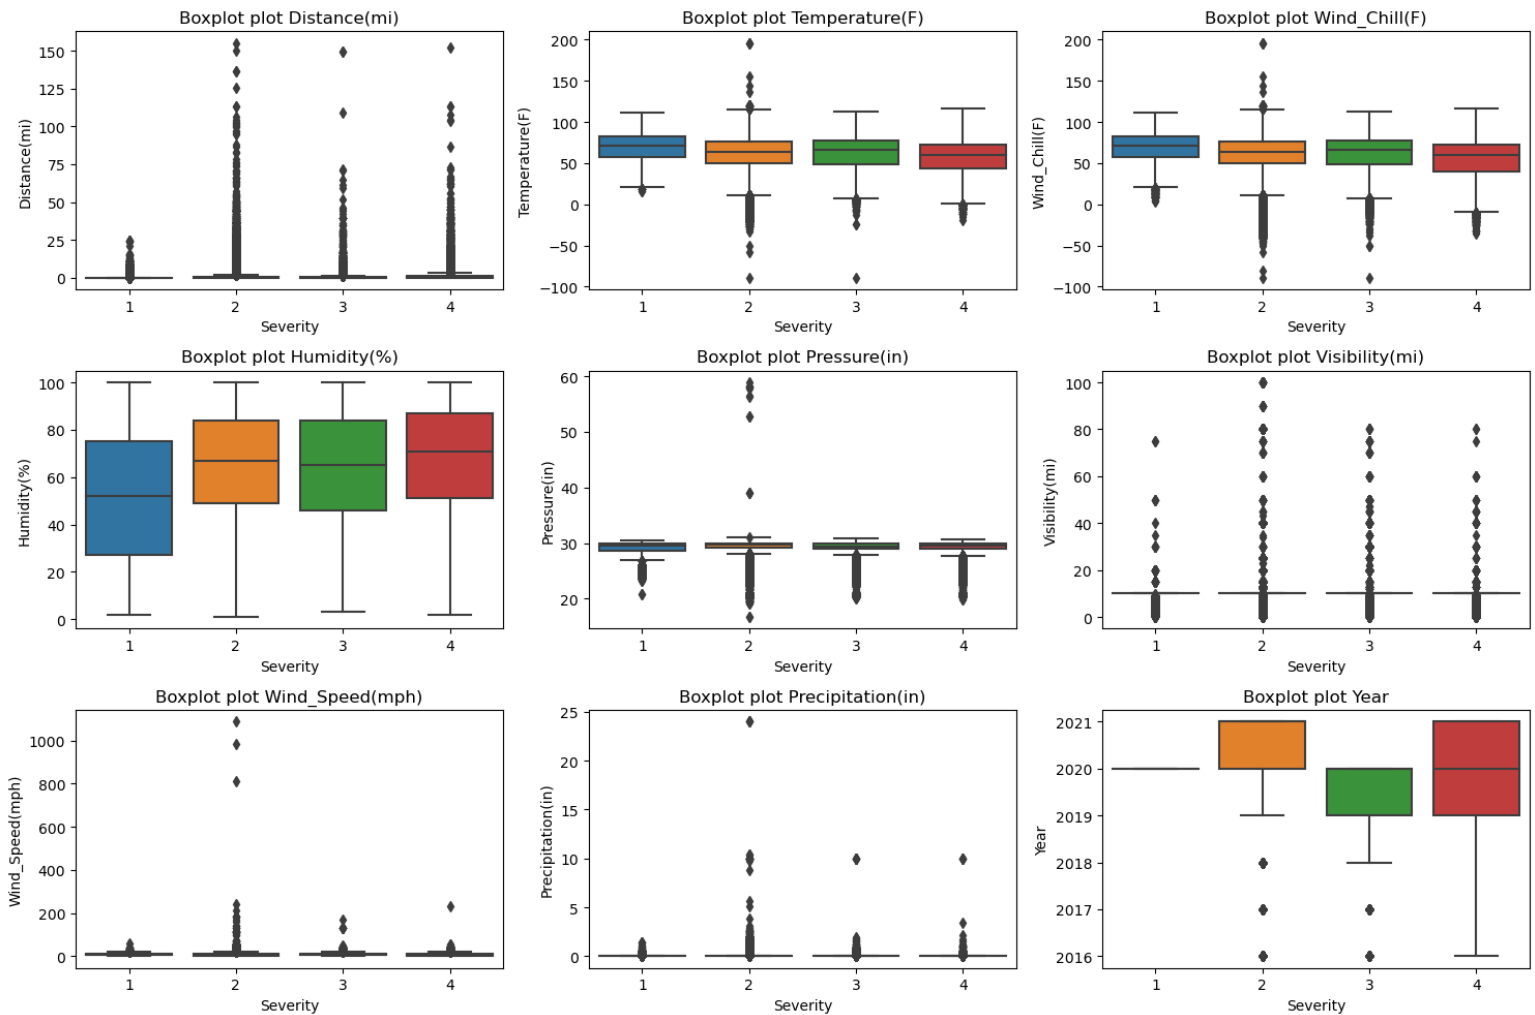 Boxplot plot Distance(mi)
Distance(mi)
150
125
100
75
50
25
0
1 2 3 4
Severity
Boxplot plot Temperature(F)
Temperature(F)
200
150
100
50
0
−50
−100
1 2 3 4
Severity
Boxplot plot Wind_Chill(F)
Wind_Chill(F)
200
150
100
50
0
−50
−100
1 2 3 4
Severity
Boxplot plot Humidity(%)
Humidity(%)
100
80
60
40
20
0
1 2 3 4
Severity
Boxplot plot Pressure(in)
Pressure(in)
60
50
40
30
20
1 2 3 4
Severity
Boxplot plot Visibility(mi)
Visibility(mi)
100
80
60
40
20
0
1 2 3 4
Severity
Boxplot plot Wind_Speed(mph)
Wind_Speed(mph)
1000
800
600
400
200
0
1 2 3 4
Severity
Boxplot plot Precipitation(in)
Precipitation(in)
25
20
15
10
5
0
1 2 3 4
Severity
Boxplot plot Year
Year
2021
2020
2019
2018
2017
2016
1 2 3 4
Severity